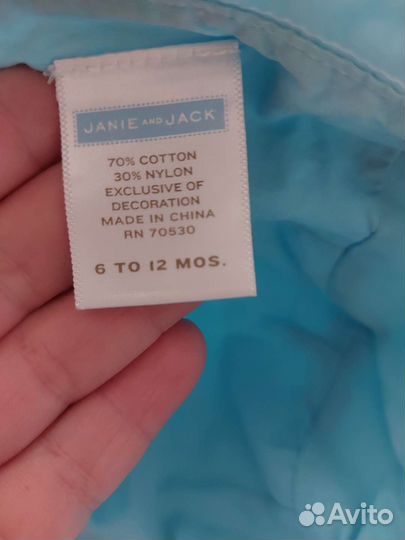 JANIE AND JACK
70% COTTON
30% NYLON
EXCLUSIVE OF
DECORATION
MADE IN CHINA
RN 70530
6 TO 12 MOS.
Avito